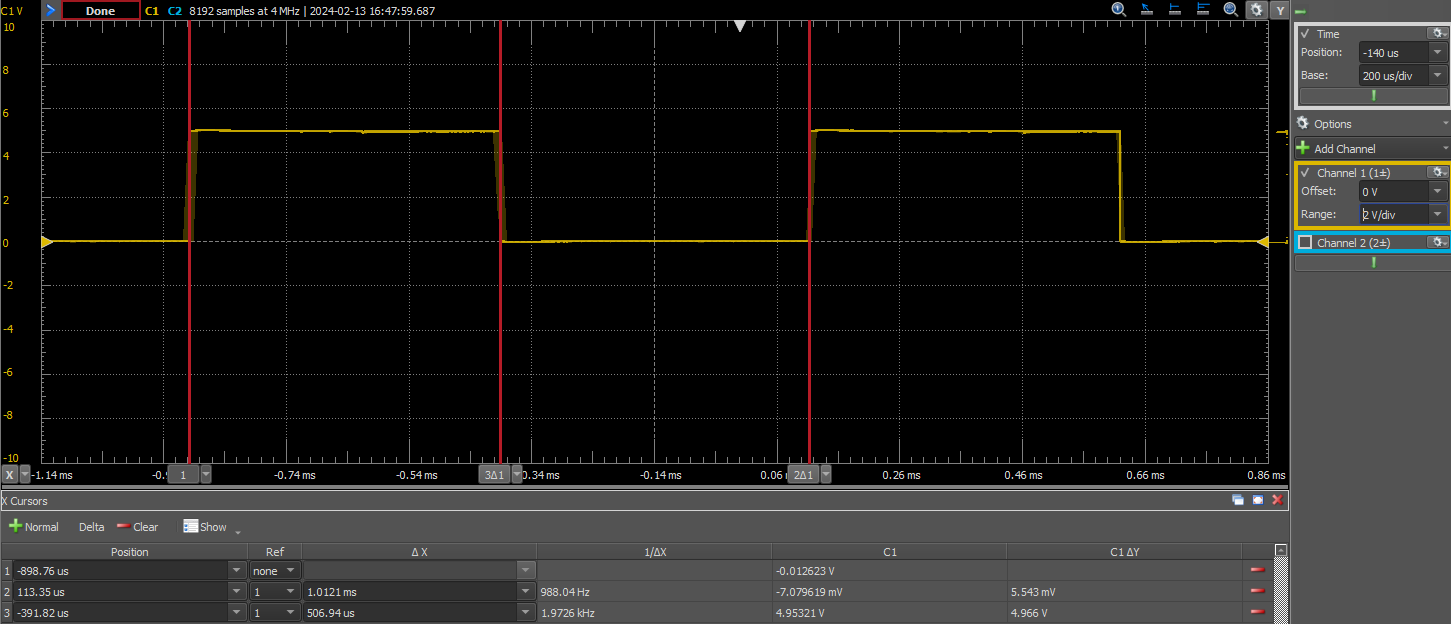 C1 V Done C1 C2 8192 samples at 4 MHz | 2024-02-13 16:47:59.687 Y
10
8
6
4
2
0
-2
-4
-6
-8
-10
X -1.14 ms -0.9 1 -0.74 ms -0.54 ms 3Δ1 0.34 ms -0.14 ms 0.06 2Δ1 0.26 ms 0.46 ms 0.66 ms 0.86 ms
Time
Position: -140 us
Base: 200 us/div
Options
Add Channel
Channel 1 (1±)
Offset: 0 V
Range: 2 V/div
Channel 2 (2±)
X Cursors
Normal Delta Clear Show
Position Ref Δ X 1/ΔX C1 C1 ΔY
1 -898.76 us none -0.012623 V
2 113.35 us 1 1.0121 ms 988.04 Hz -7.079619 mV 5.543 mV
3 -391.82 us 1 506.94 us 1.9726 kHz 4.95321 V 4.966 V